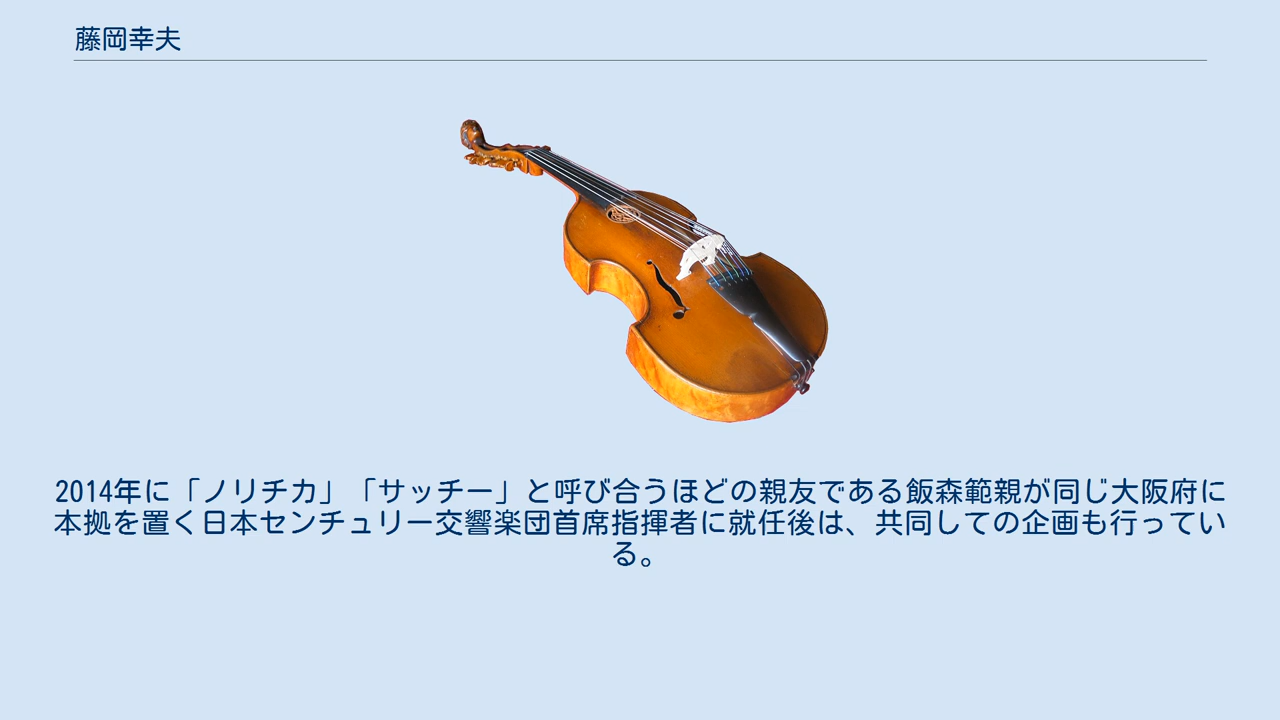 藤岡幸夫
2014年に「ノリチカ」「サッチー」と呼び合うほどの親友である飯森範親が同じ大阪府に
本拠を置く日本センチュリー交響楽団首席指揮者に就任後は、共同しての企画も行ってい
る。